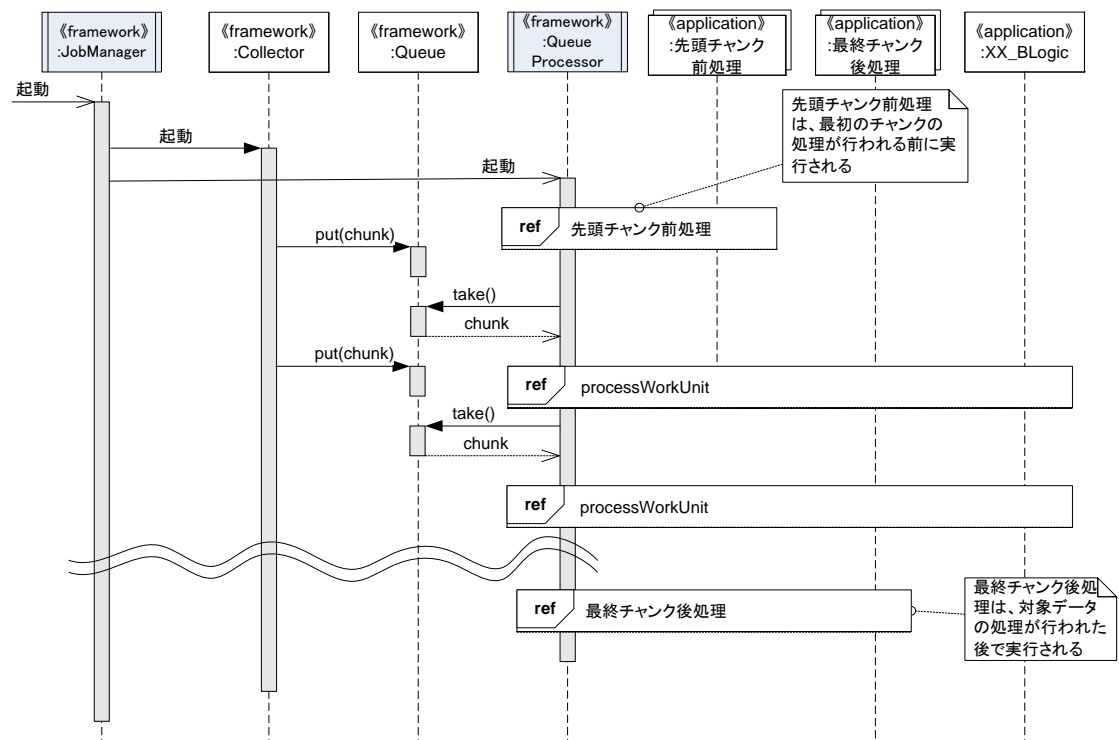 《framework》
:JobManager
《framework》
:Collector
《framework》
:Queue
《framework》
:Queue
Processor
《application》
:先頭チャンク
前処理
《application》
:最終チャンク
後処理
《application》
:XX_BLogic
起動
起動
起動
先頭チャンク前処理
は、最初のチャンクの
処理が行われる前に実
行される
ref 先頭チャンク前処理
put(chunk)
take()
chunk
put(chunk)
ref processWorkUnit
take()
chunk
ref processWorkUnit
最終チャンク後処
理は、対象データ
の処理が行われた
後で実行される
ref 最終チャンク後処理